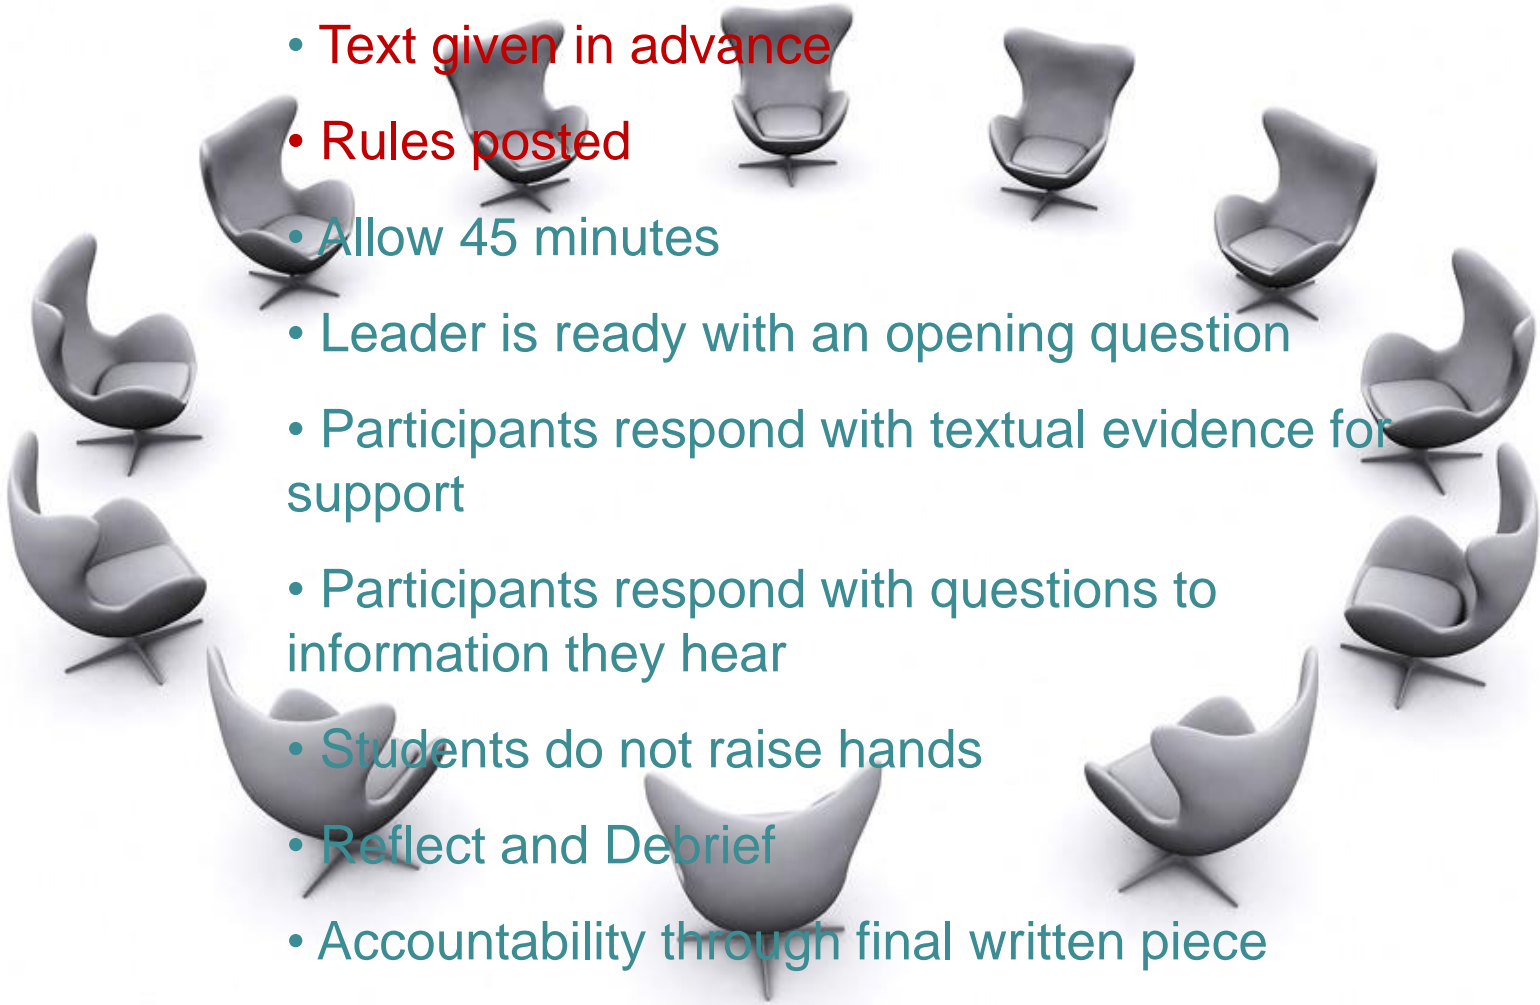 • Text given in advance
• Rules posted
• Allow 45 minutes
• Leader is ready with an opening question
• Participants respond with textual evidence for
support
• Participants respond with questions to
information they hear
• Students do not raise hands
• Reflect and Debrief
• Accountability through final written piece